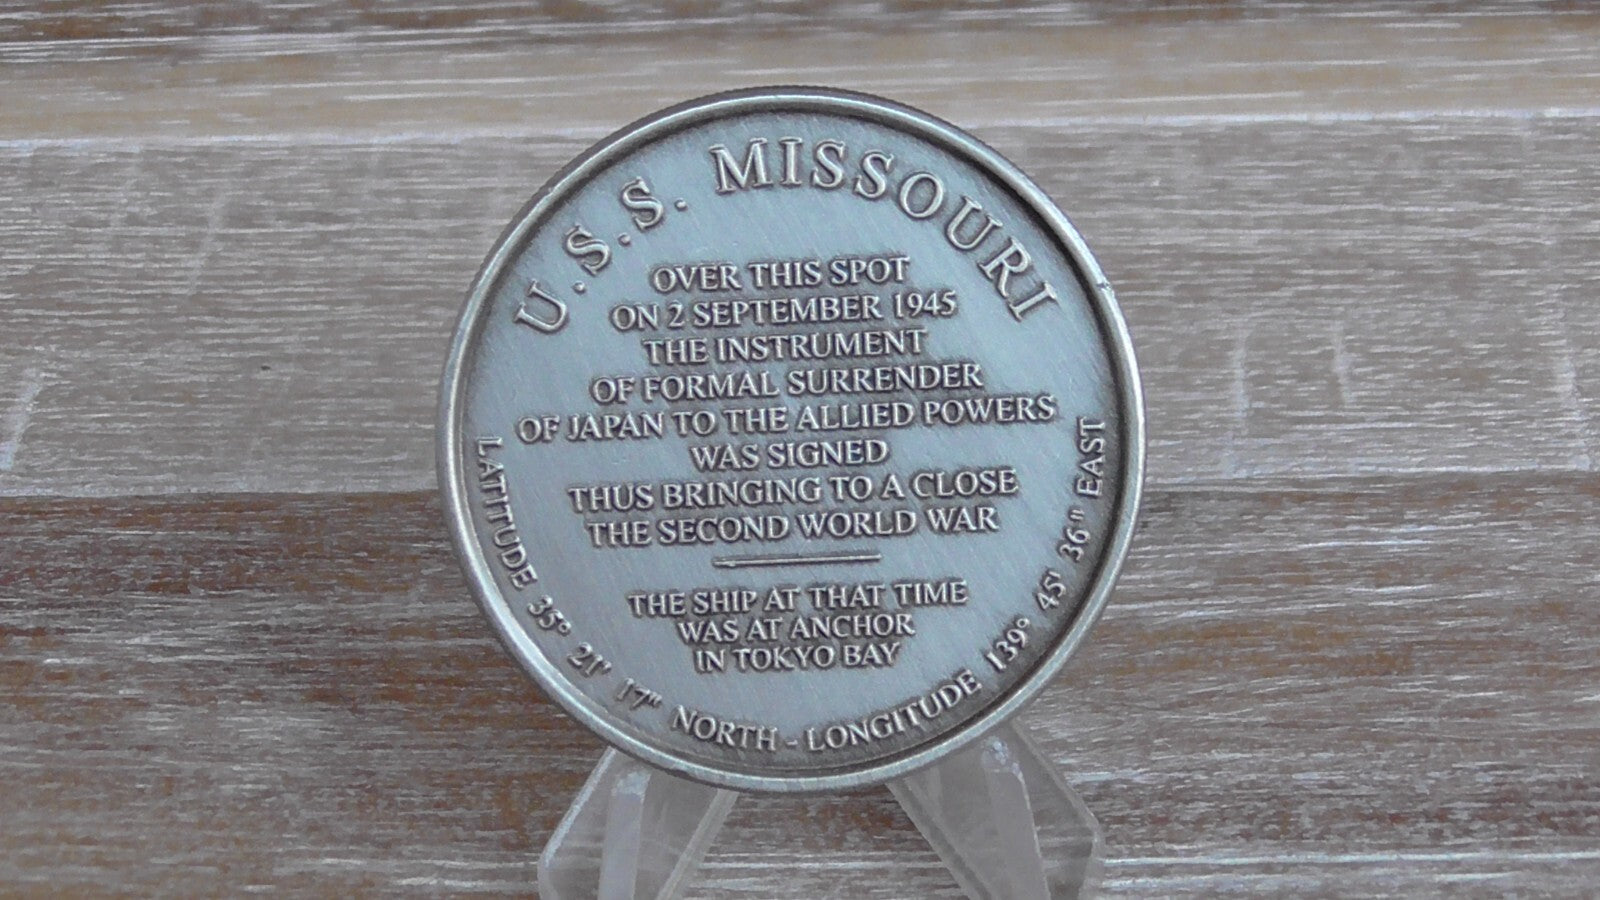 U.S.S. MISSOURI
OVER THIS SPOT
ON 2 SEPTEMBER 1945
THE INSTRUMENT
OF FORMAL SURRENDER
OF JAPAN TO THE ALLIED POWERS
WAS SIGNED
THUS BRINGING TO A CLOSE
THE SECOND WORLD WAR
THE SHIP AT THAT TIME
WAS AT ANCHOR
IN TOKYO BAY
LATITUDE 35° 21' 17" NORTH - LONGITUDE 139° 45' 36" EAST